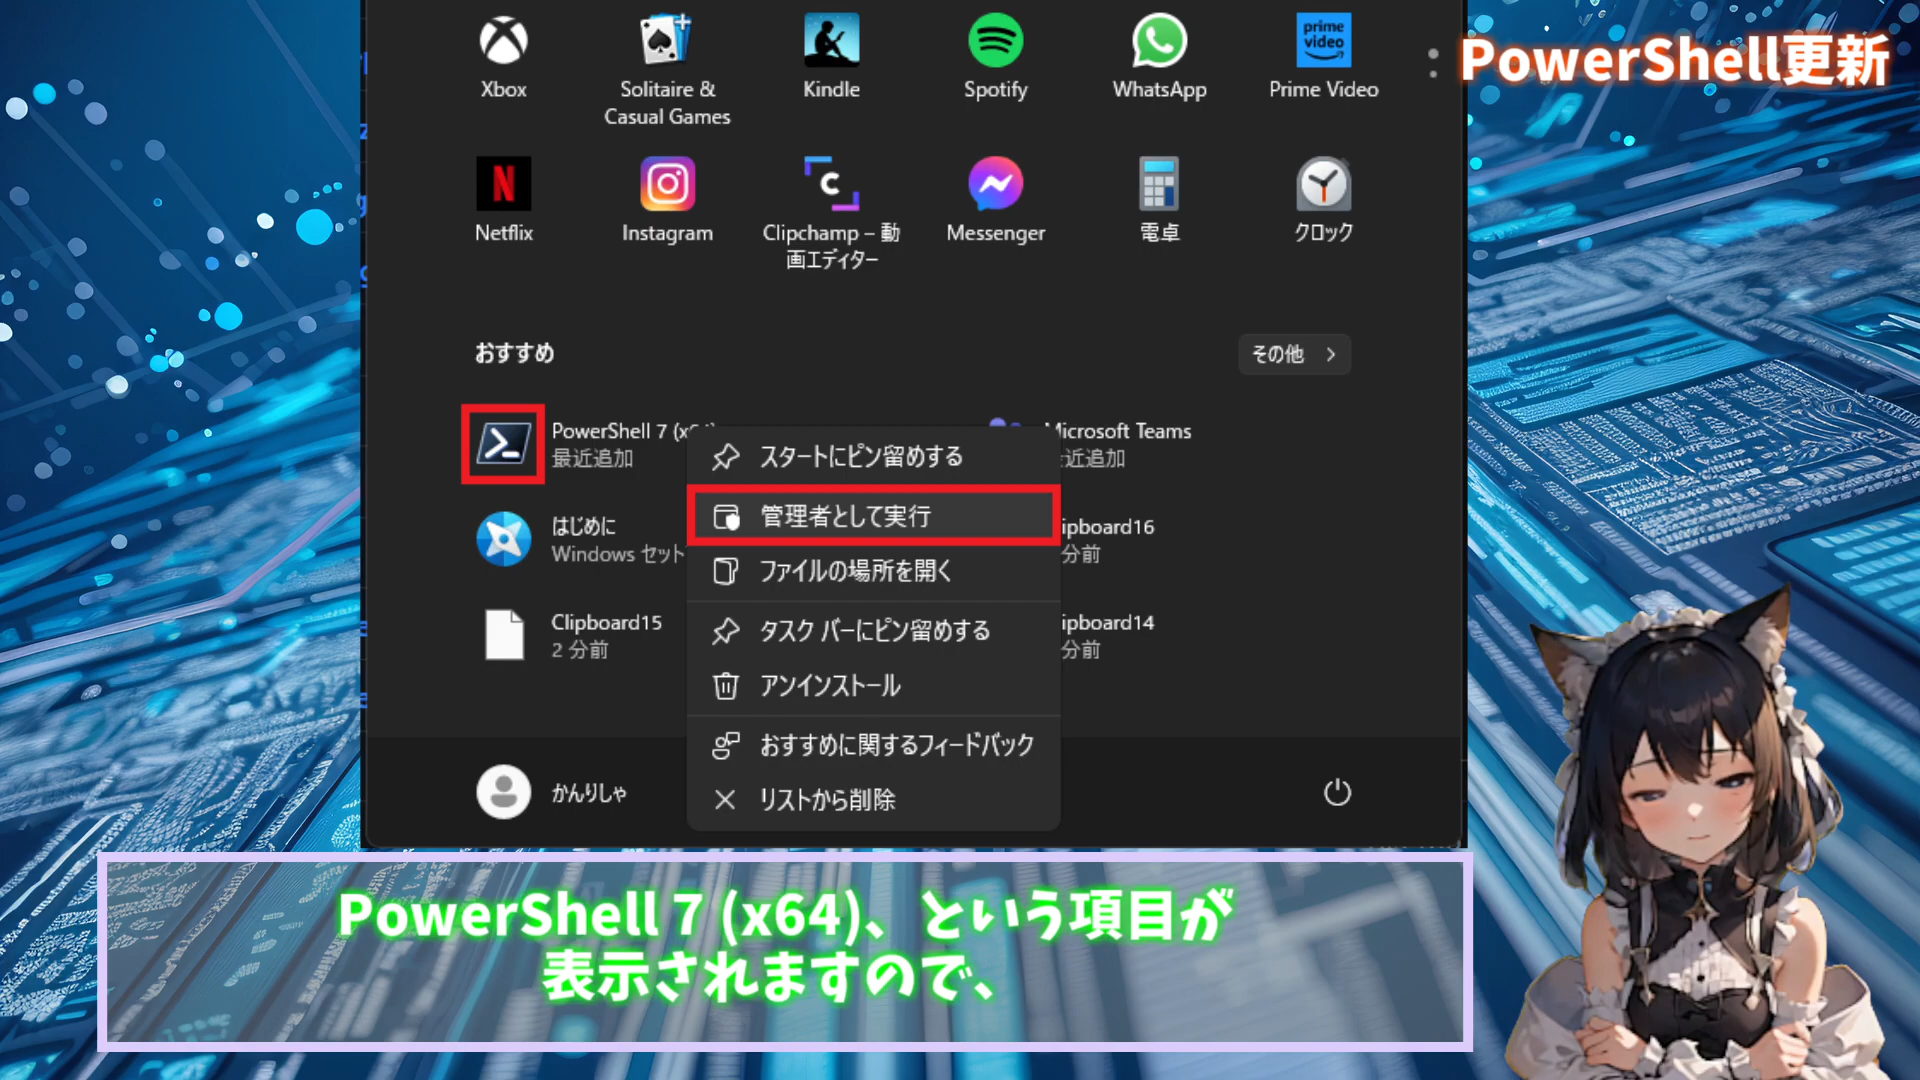 PowerShell更新
Xbox
Solitaire &
Casual Games
Kindle
Spotify
WhatsApp
prime
video
Prime Video
N
Netflix
Instagram
C
Clipchamp – 動
画エディター
Messenger
電卓
クロック
おすすめ
その他
PowerShell 7
最近追加
Microsoft Teams
近追加
はじめに
Windows セット
ipboard16
分前
Clipboard15
2 分前
ipboard14
分前
スタートにピン留めする
管理者として実行
ファイルの場所を開く
タスク バーにピン留めする
アンインストール
おすすめに関するフィードバック
リストから削除
かんりしゃ
PowerShell 7 (x64)、という項目が
表示されますので、